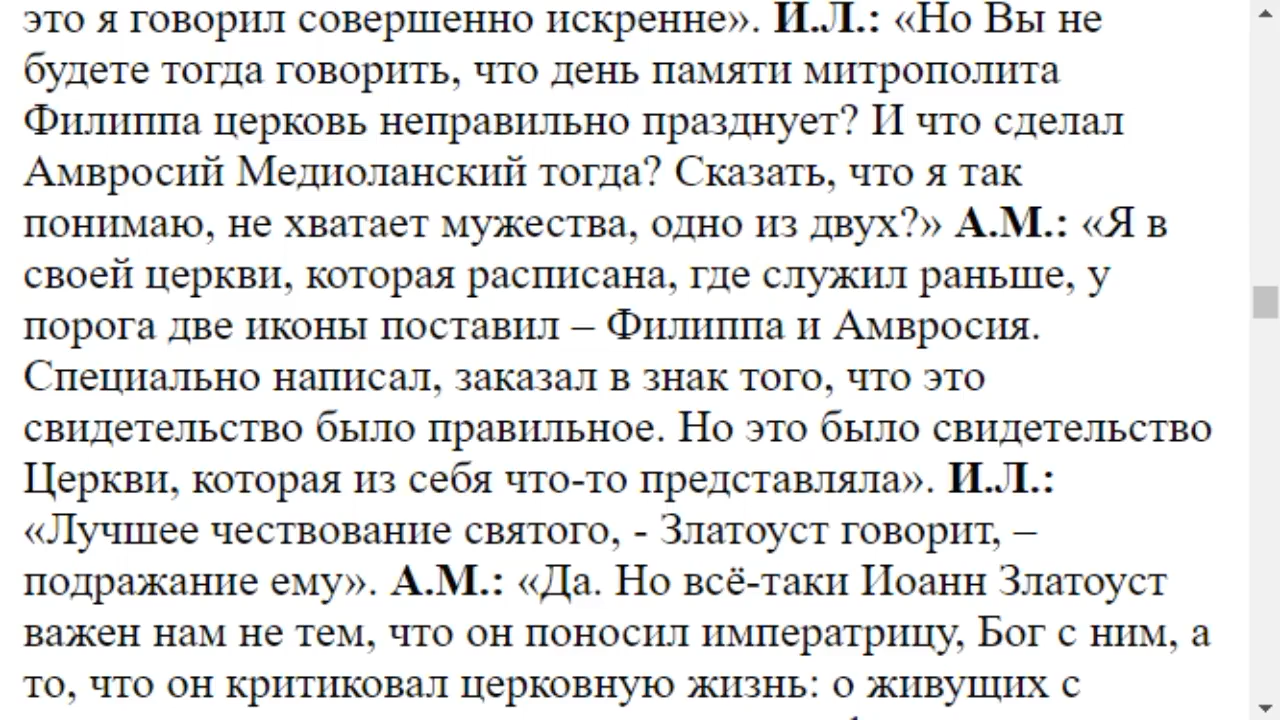 это я говорил совершенно искренне». И.Л.: «Но Вы не
будете тогда говорить, что день памяти митрополита
Филиппа церковь неправильно празднует? И что сделал
Амвросий Медиоланский тогда? Сказать, что я так
понимаю, не хватает мужества, одно из двух?» А.М.: «Я в
своей церкви, которая расписана, где служил раньше, у
порога две иконы поставил – Филиппа и Амвросия.
Специально написал, заказал в знак того, что это
свидетельство было правильное. Но это было свидетельство
Церкви, которая из себя что-то представляла». И.Л.:
«Лучшее чествование святого, - Златоуст говорит, –
подражание ему». А.М.: «Да. Но всё-таки Иоанн Златоуст
важен нам не тем, что он поносил императрицу, Бог с ним, а
то, что он критиковал церковную жизнь: о живущих с